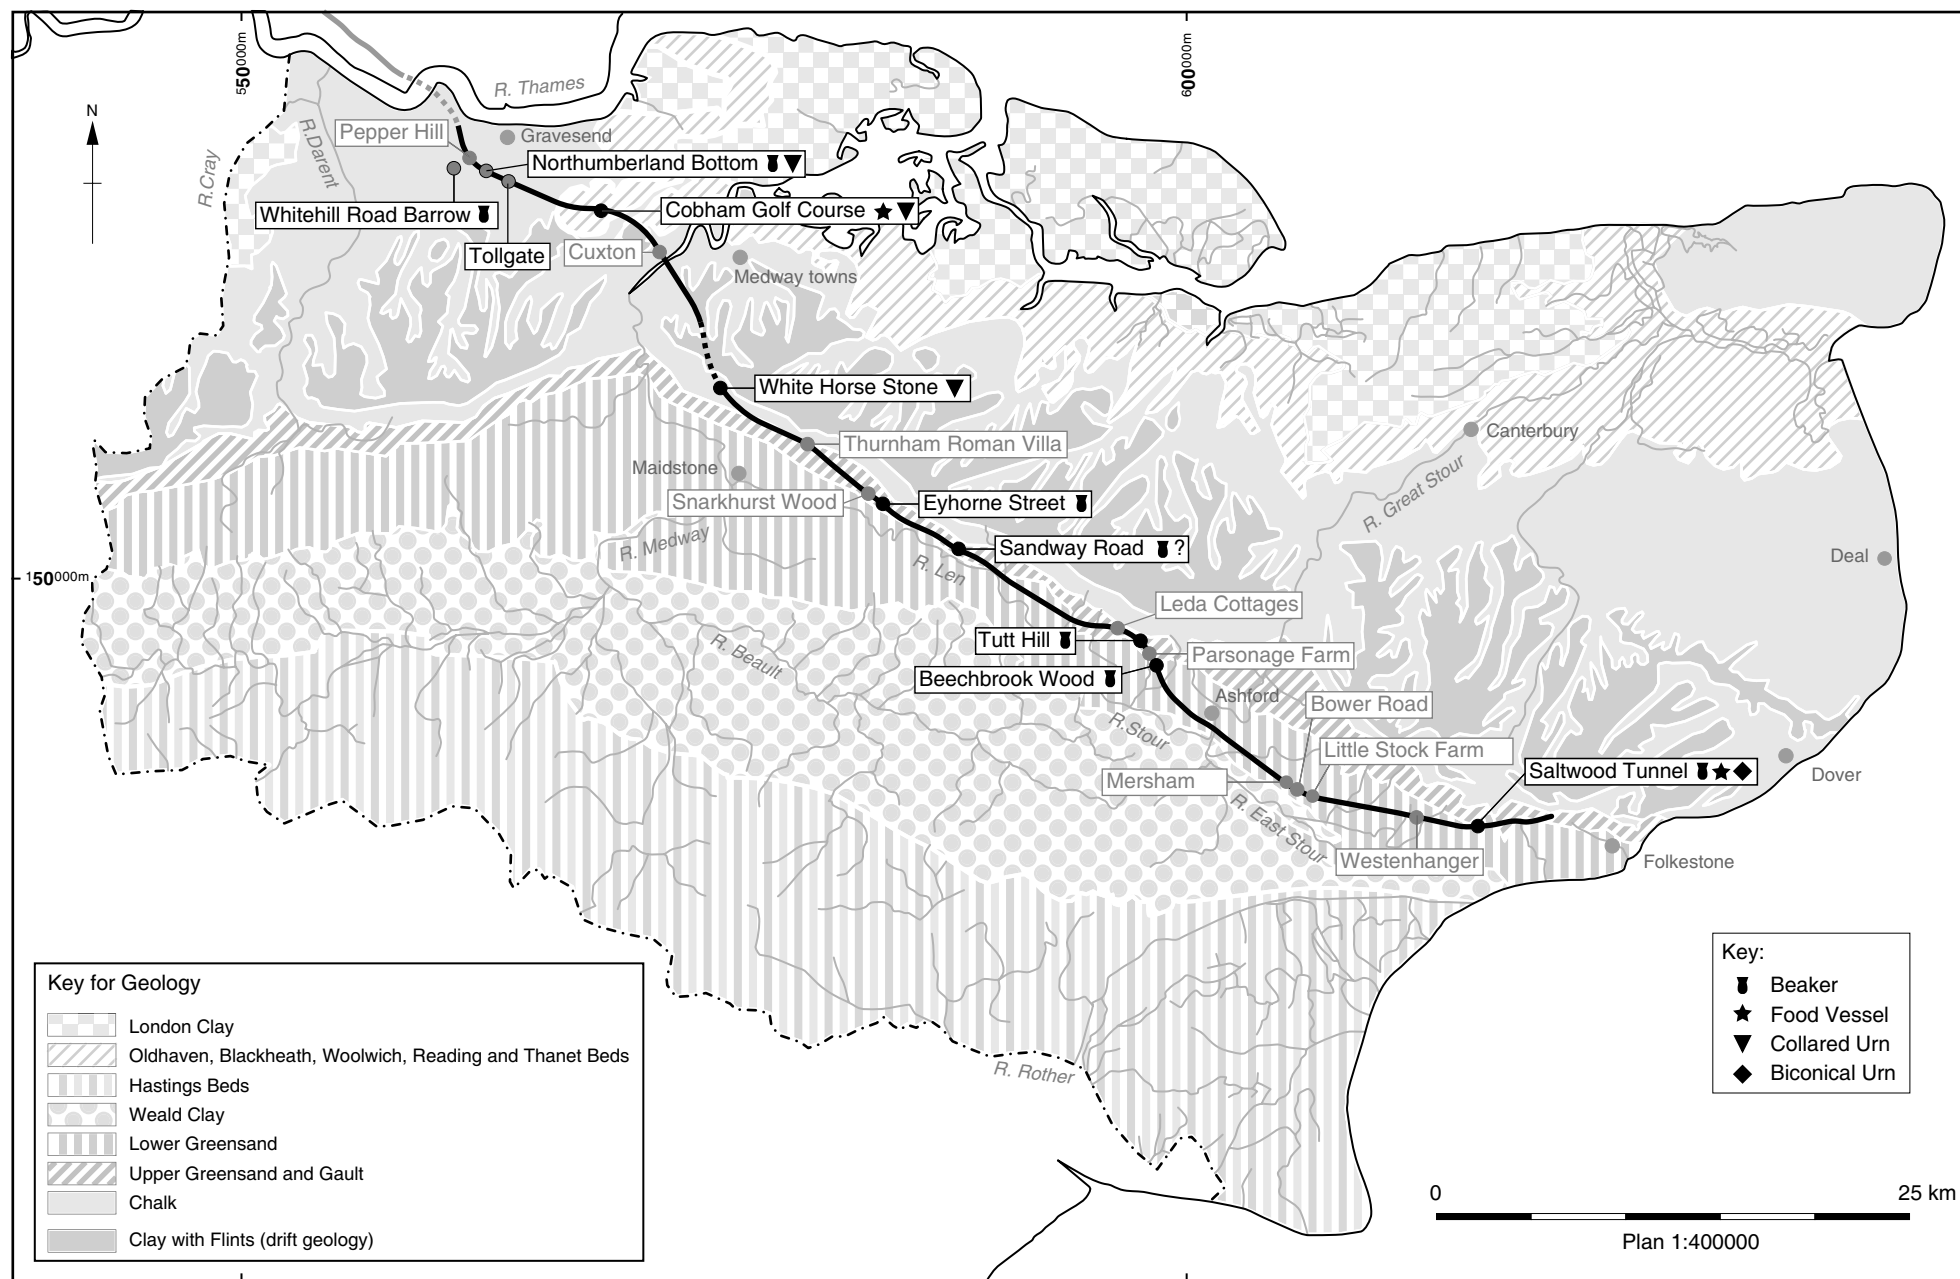 550000m
600000m
N
R. Thames
Pepper Hill
Gravesend
R.Darent
R.Cray
Northumberland Bottom
Whitehill Road Barrow
Cobham Golf Course
Tollgate
Cuxton
Medway towns
White Horse Stone
Thurnham Roman Villa
Canterbury
Maidstone
Snarkhurst Wood
Eyhorne Street
R. Great Stour
R. Medway
Sandway Road ?
R. Len
Deal
150000m
Leda Cottages
Tutt Hill
R. Beault
Parsonage Farm
Beechbrook Wood
Ashford
Bower Road
R.Stour
Little Stock Farm
Mersham
Saltwood Tunnel
Dover
R. East Stour
Westenhanger
Folkestone
R. Rother
Key for Geology
London Clay
Oldhaven, Blackheath, Woolwich, Reading and Thanet Beds
Hastings Beds
Weald Clay
Lower Greensand
Upper Greensand and Gault
Chalk
Clay with Flints (drift geology)
Key:
Beaker
Food Vessel
Collared Urn
Biconical Urn
0 25 km
Plan 1:400000